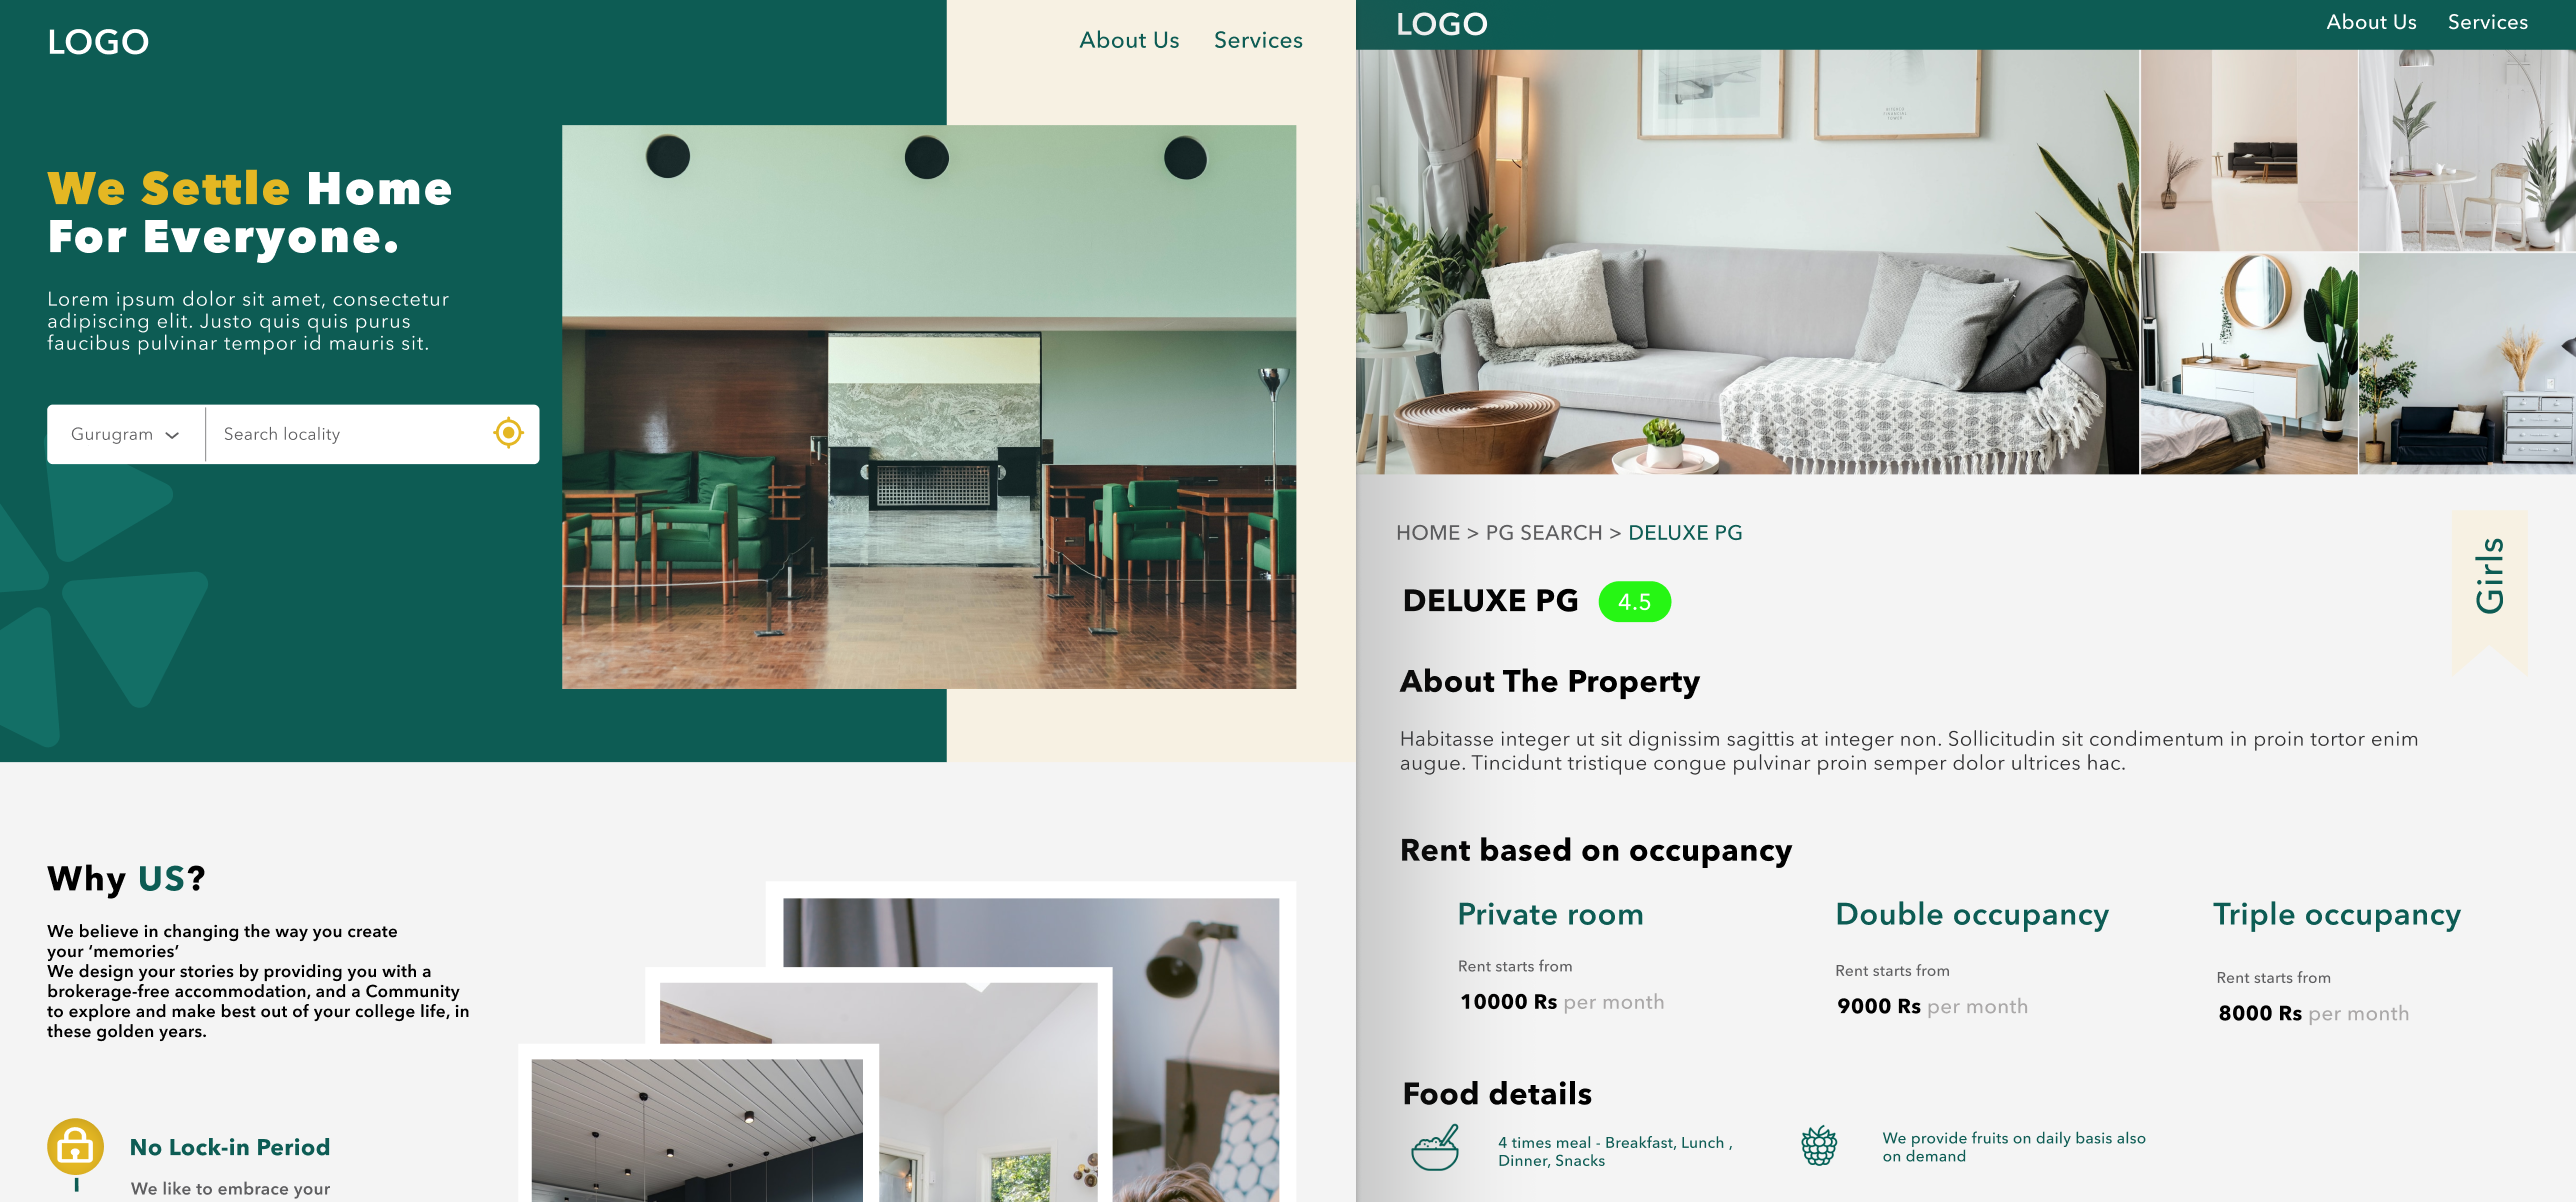 LOGO
About Us Services
We Settle Home
For Everyone.
Lorem ipsum dolor sit amet, consectetur
adipiscing elit. Justo quis quis purus
faucibus pulvinar tempor id mauris sit.
Gurugram
Search locality
Why US?
We believe in changing the way you create
your ‘memories’
We design your stories by providing you with a
brokerage-free accommodation, and a Community
to explore and make best out of your college life, in
these golden years.
No Lock-in Period
We like to embrace your
LOGO
About Us Services
HOME > PG SEARCH > DELUXE PG
Girls
DELUXE PG 4.5
About The Property
Habitasse integer ut sit dignissim sagittis at integer non. Sollicitudin sit condimentum in proin tortor enim
augue. Tincidunt tristique congue pulvinar proin semper dolor ultrices hac.
Rent based on occupancy
Private room
Rent starts from
10000 Rs per month
Double occupancy
Rent starts from
9000 Rs per month
Triple occupancy
Rent starts from
8000 Rs per month
Food details
4 times meal - Breakfast, Lunch ,
Dinner, Snacks
We provide fruits on daily basis also
on demand